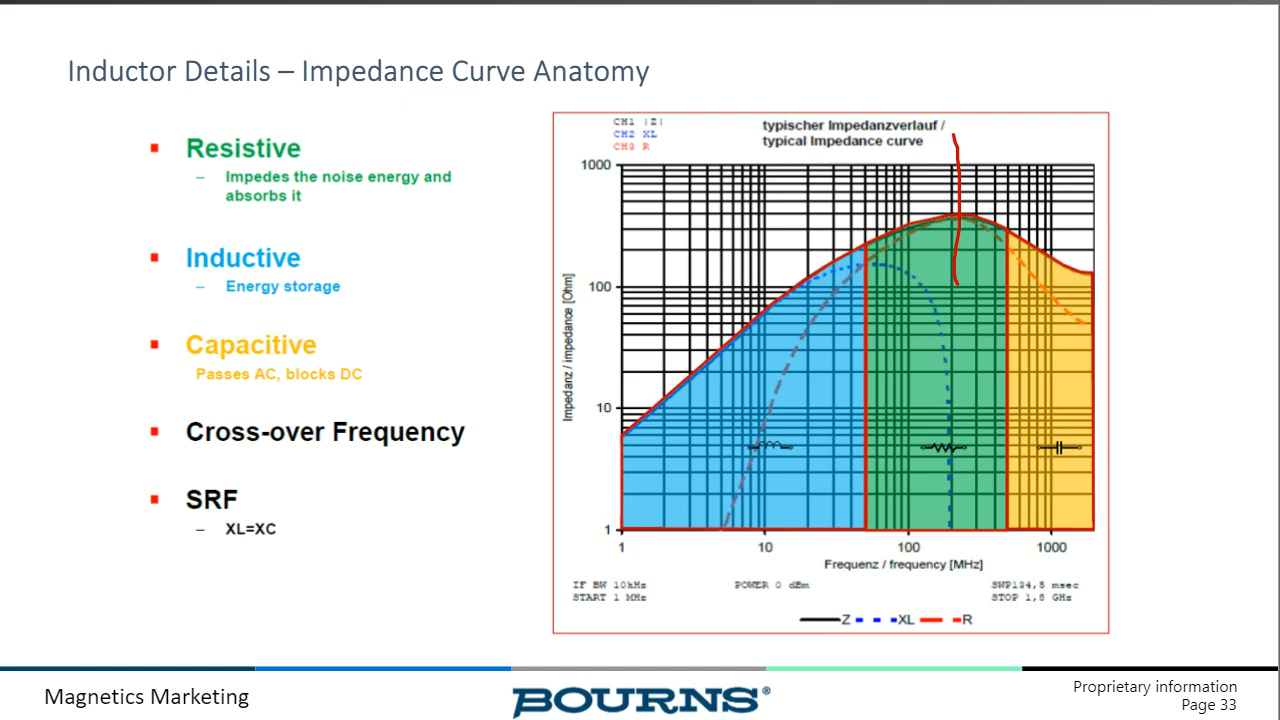 Inductor Details – Impedance Curve Anatomy
Resistive
– Impedes the noise energy and
absorbs it
Inductive
– Energy storage
Capacitive
Passes AC, blocks DC
Cross-over Frequency
SRF
– XL=XC
CH1 |Z|
CH2 XL
CH3 R
typischer Impedanzverlauf /
typical Impedance curve
Impedanz / impedance [Ohm]
1000
100
10
1
1 10 100 1000
Frequenz / frequency [MHz]
IF BW 10kHz POWER 0 dBm SWP194,5 msec
START 1 MHz STOP 1,8 GHz
Z XL R
Magnetics Marketing
BOURNS®
Proprietary information
Page 33